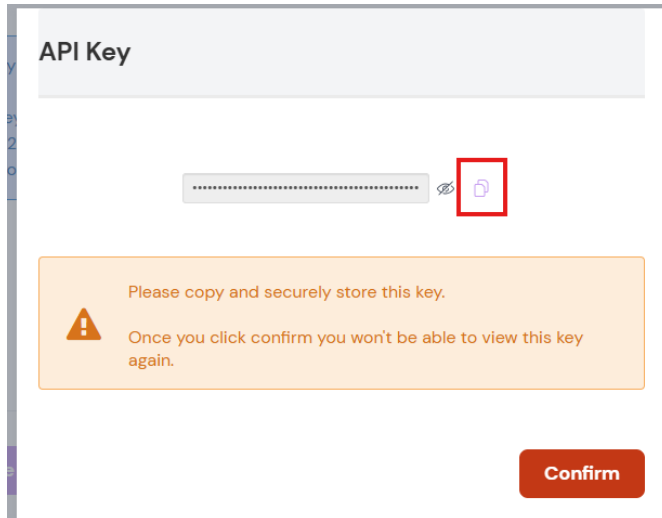 API Key
Please copy and securely store this key.
Once you click confirm you won't be able to view this key
again.
Confirm